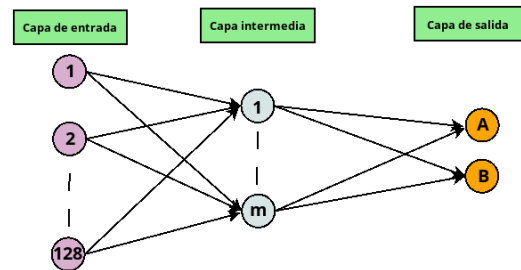 Capa de entrada
Capa intermedia
Capa de salida
1
2
128
1
m
A
B